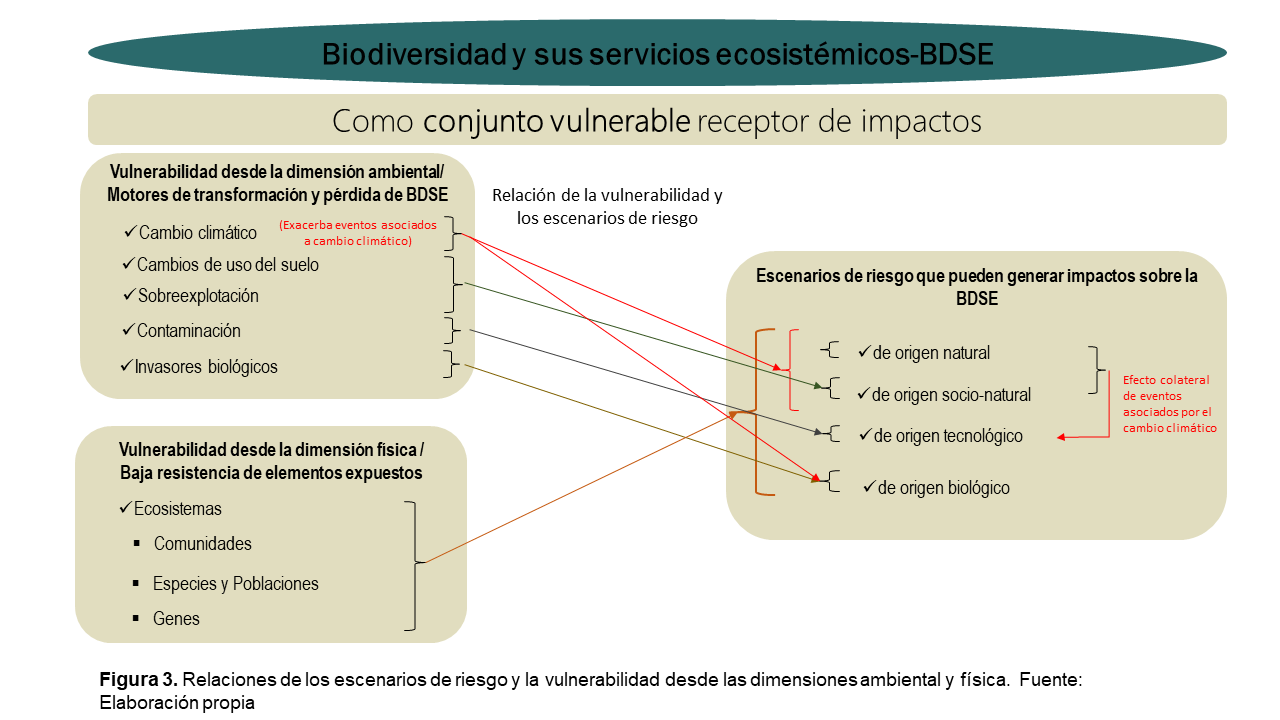 Biodiversidad y sus servicios ecosistémicos-BDSE
Como conjunto vulnerable receptor de impactos
Vulnerabilidad desde la dimensión ambiental/
Motores de transformación y pérdida de BDSE
✓Cambio climático
(Exacerba eventos asociados
a cambio climático)
✓Cambios de uso del suelo
✓Sobreexplotación
✓Contaminación
✓Invasores biológicos
Relación de la vulnerabilidad y
los escenarios de riesgo
Vulnerabilidad desde la dimensión física /
Baja resistencia de elementos expuestos
✓Ecosistemas
▪ Comunidades
▪ Especies y Poblaciones
▪ Genes
Escenarios de riesgo que pueden generar impactos sobre la
BDSE
✓de origen natural
✓de origen socio-natural
✓de origen tecnológico
✓de origen biológico
Efecto colateral
de eventos
asociados por el
cambio climático
Figura 3. Relaciones de los escenarios de riesgo y la vulnerabilidad desde las dimensiones ambiental y física. Fuente:
Elaboración propia